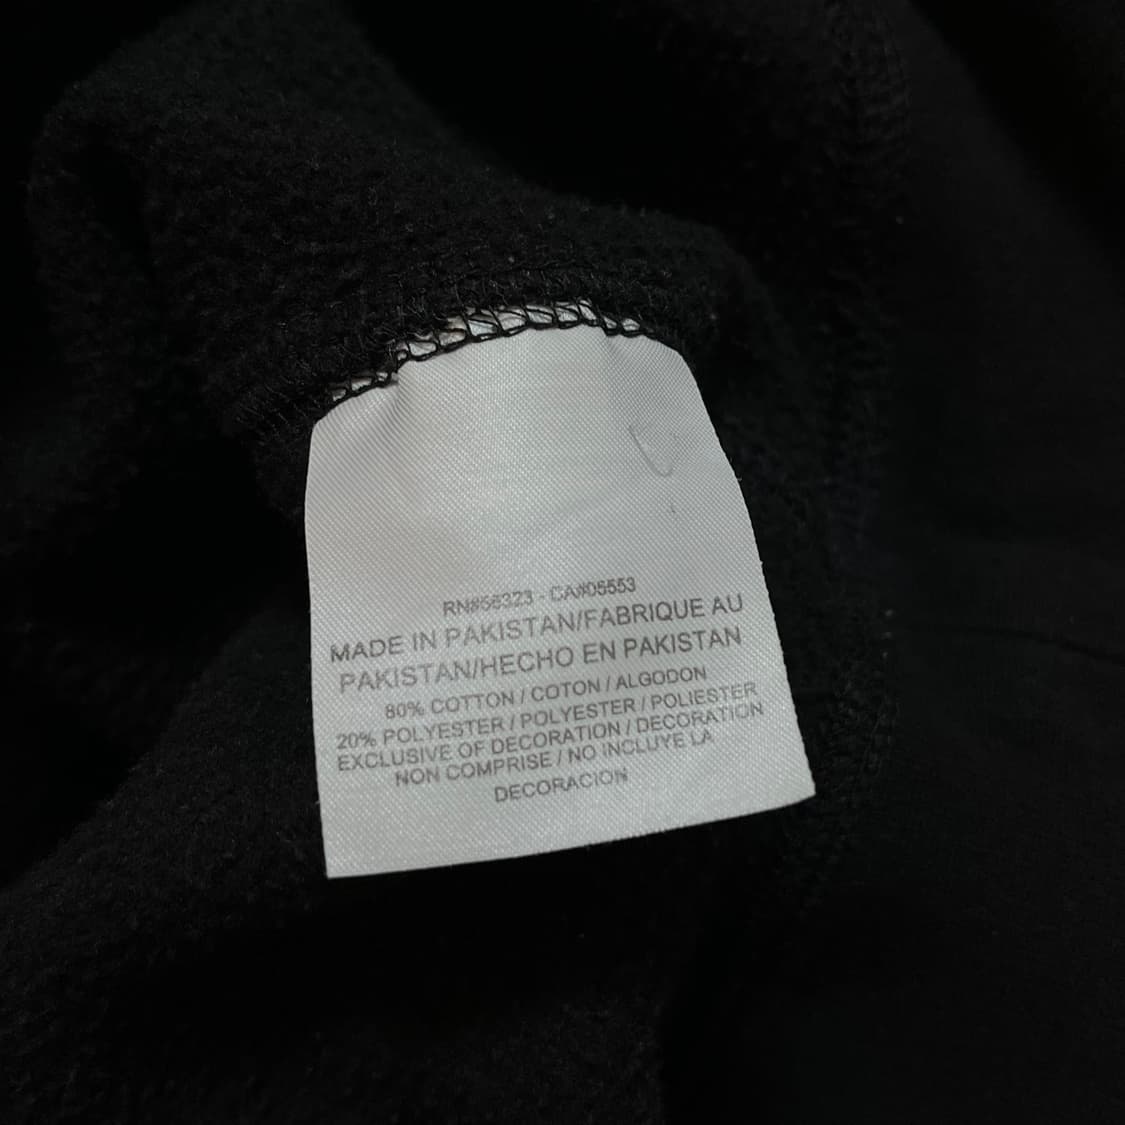 RN#56323 - CA#05553
MADE IN PAKISTAN/FABRIQUE AU
PAKISTAN/HECHO EN PAKISTAN
80% COTTON / COTON / ALGODON
20% POLYESTER / POLYESTER / POLIESTER
EXCLUSIVE OF DECORATION / DECORATION
NON COMPRISE / NO INCLUYE LA
DECORACION